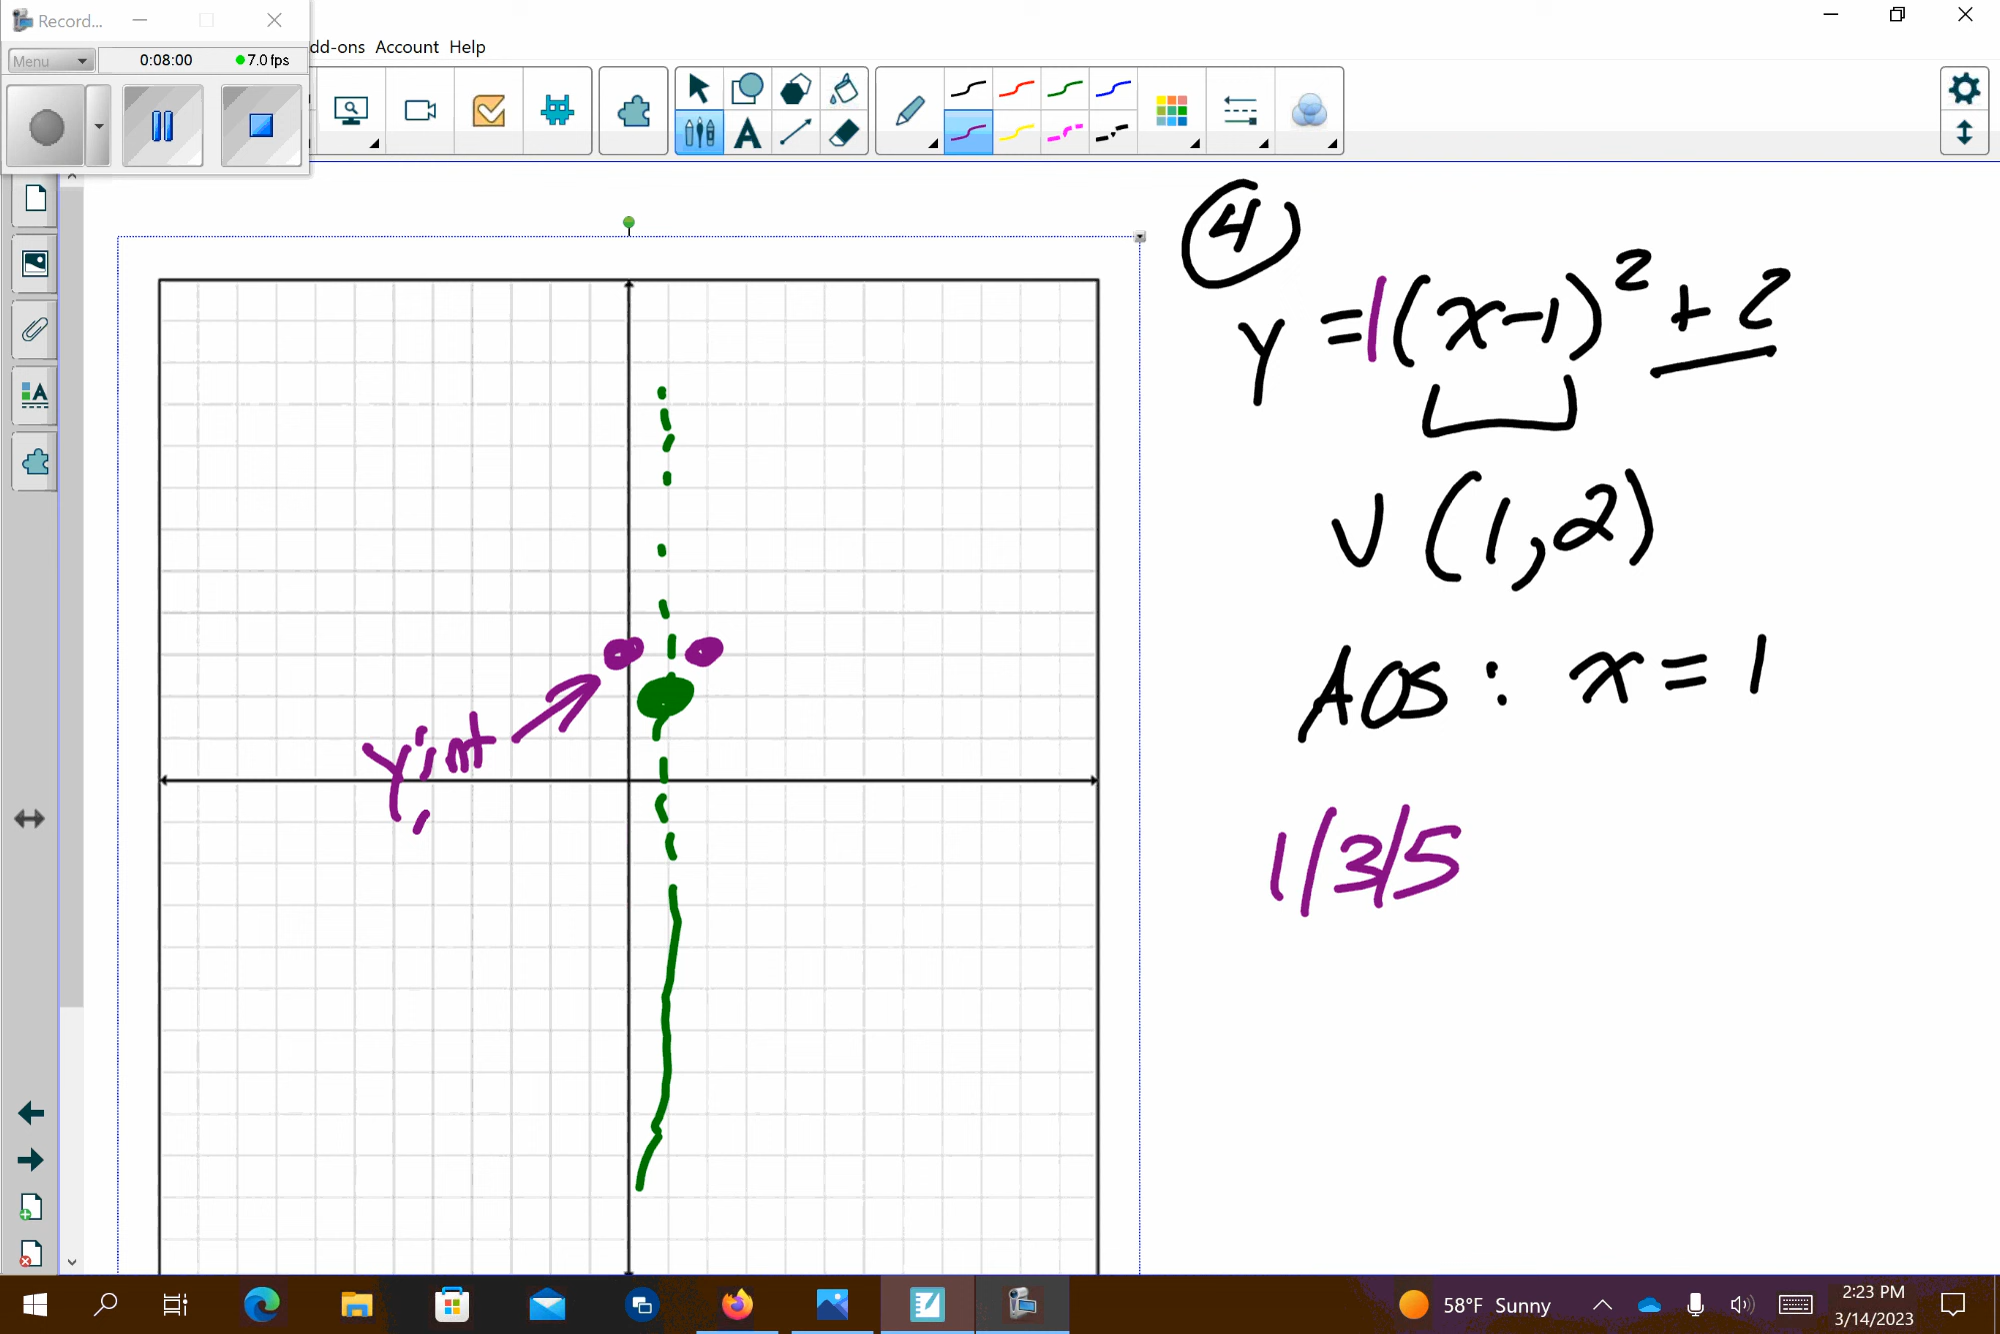 Record...
Menu 0:08:00 7.0 fps
dd-ons Account Help
A
A
4
y = 1(x-1)² + 2
V (1,2)
AOS: x = 1
Y int
1/3/5
58°F Sunny
2:23 PM
3/14/2023